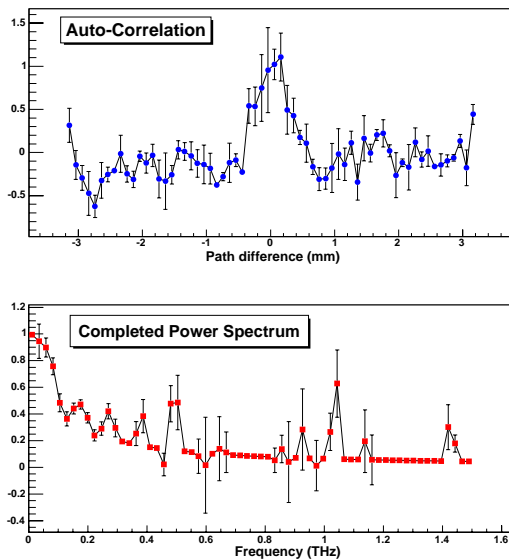 Auto-Correlation
1.5
1
0.5
0
-0.5
-3 -2 -1 0 1 2 3
Path difference (mm)
Completed Power Spectrum
1.2
1
0.8
0.6
0.4
0.2
0
-0.2
-0.4
0 0.2 0.4 0.6 0.8 1 1.2 1.4 1.6
Frequency (THz)